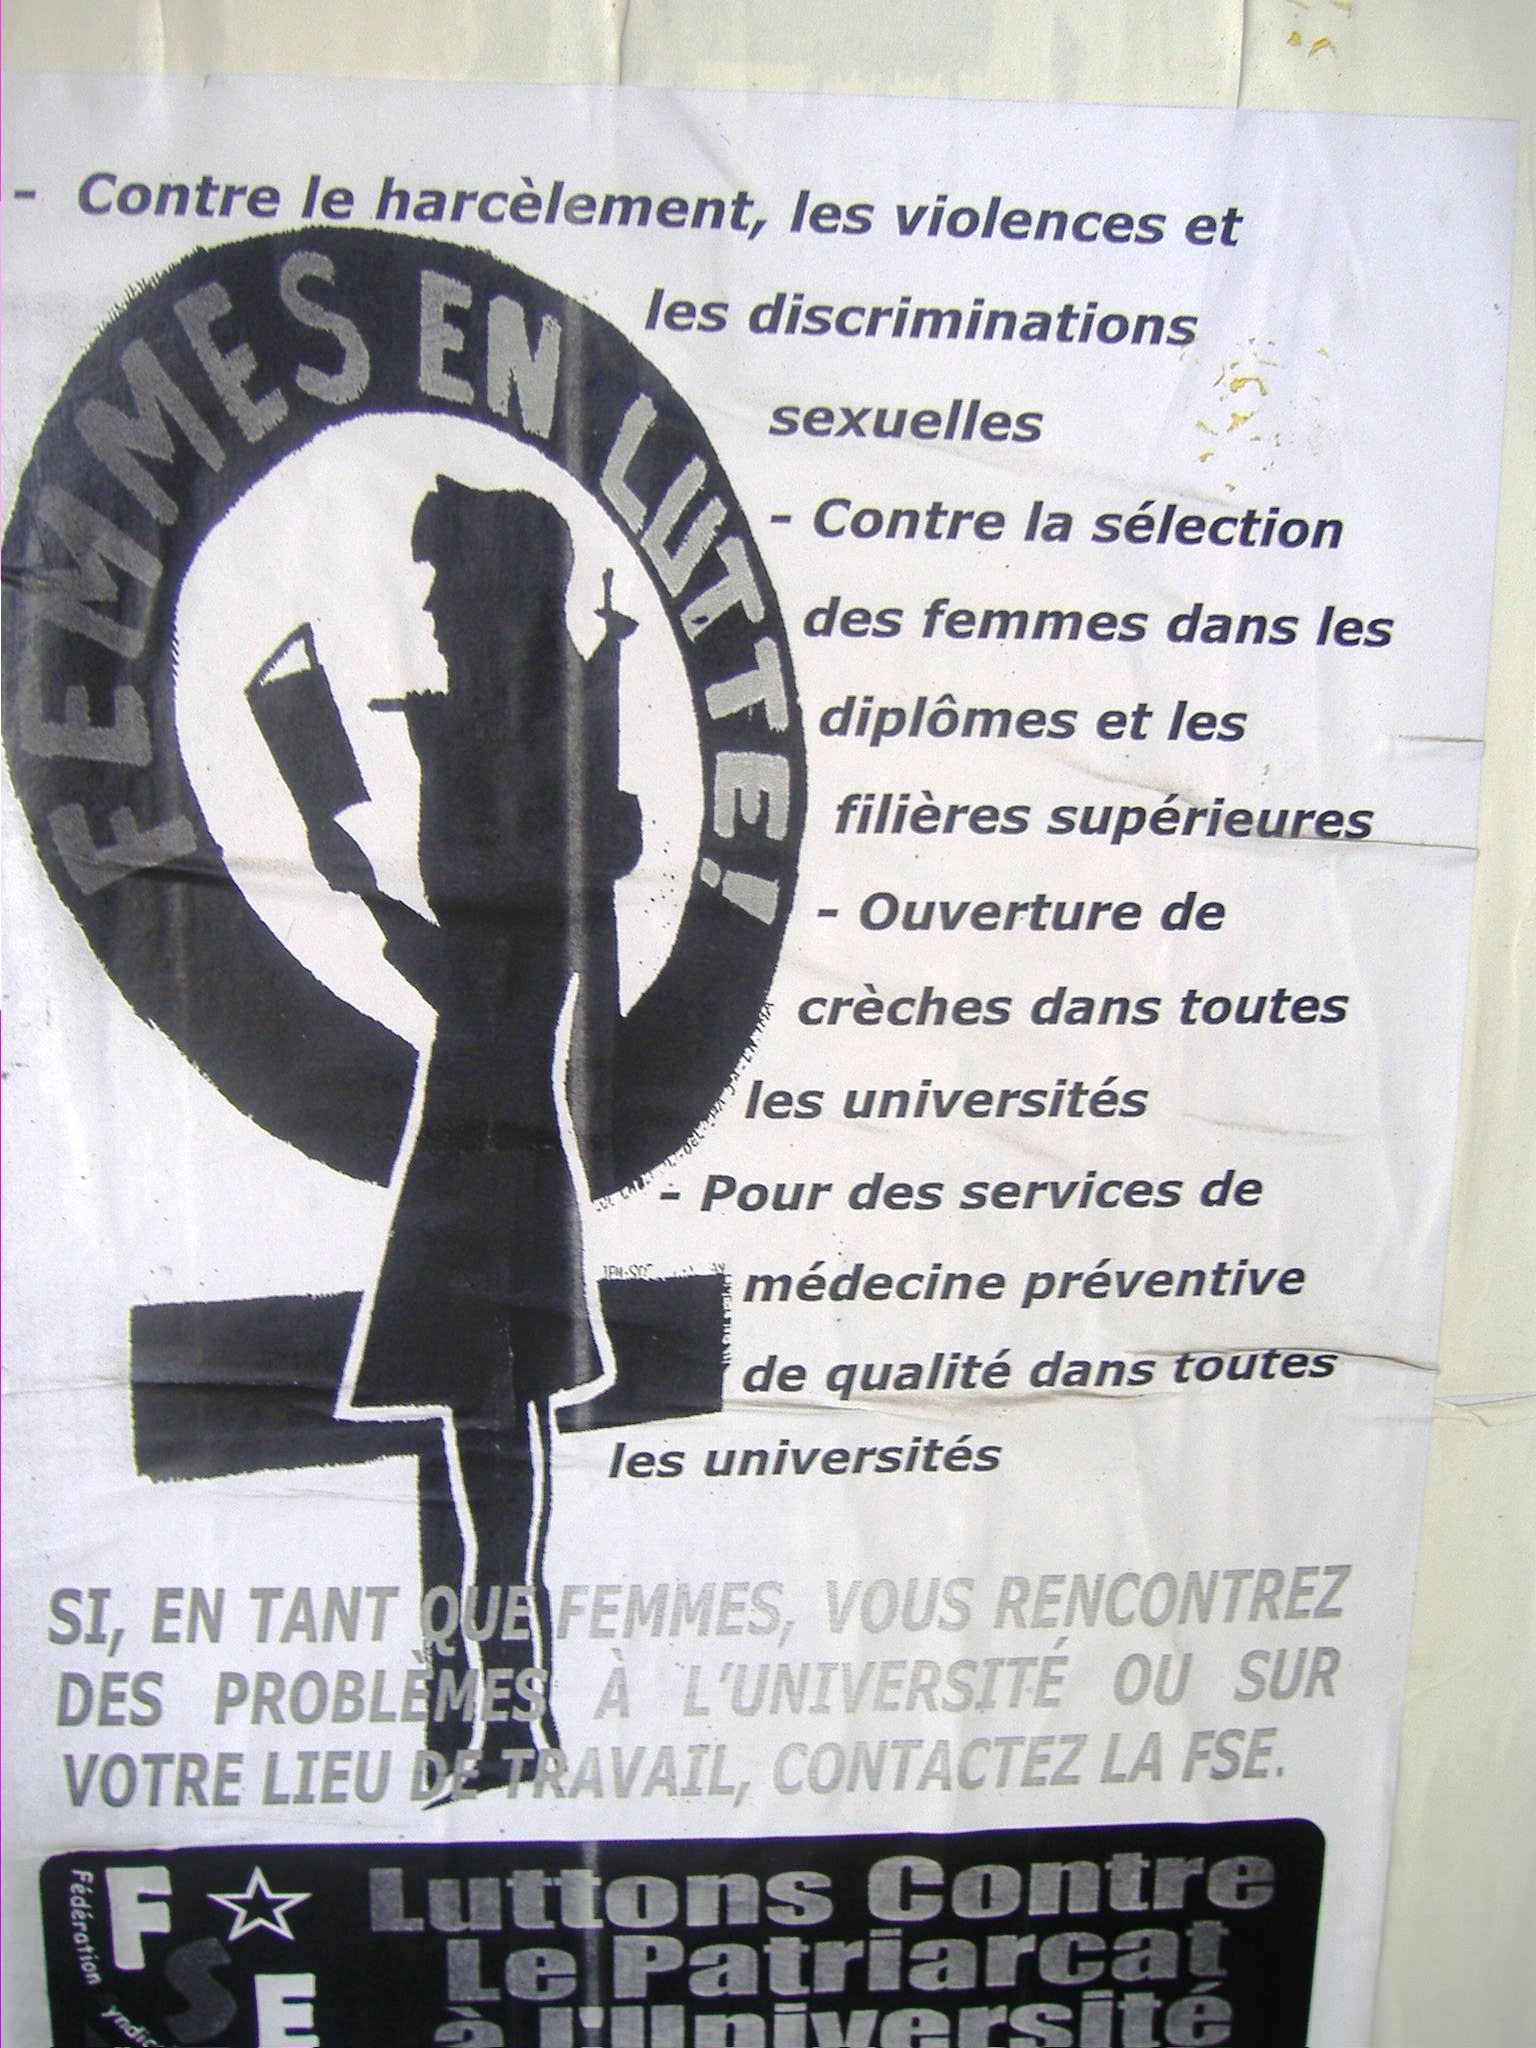 - Contre le harcèlement, les violences et
les discriminations
sexuelles
FEMMES EN LUTTE!
- Contre la sélection
des femmes dans les
diplômes et les
filières supérieures
- Ouverture de
crèches dans toutes
les universités
- Pour des services de
médecine préventive
de qualité dans toutes
les universités
SI, EN TANT QUE FEMMES, VOUS RENCONTREZ
DES PROBLÈMES À L'UNIVERSITÉ OU SUR
VOTRE LIEU DE TRAVAIL, CONTACTEZ LA FSE.
FSE
Fédération
Luttons Contre
Le Patriarcat
à l'Université